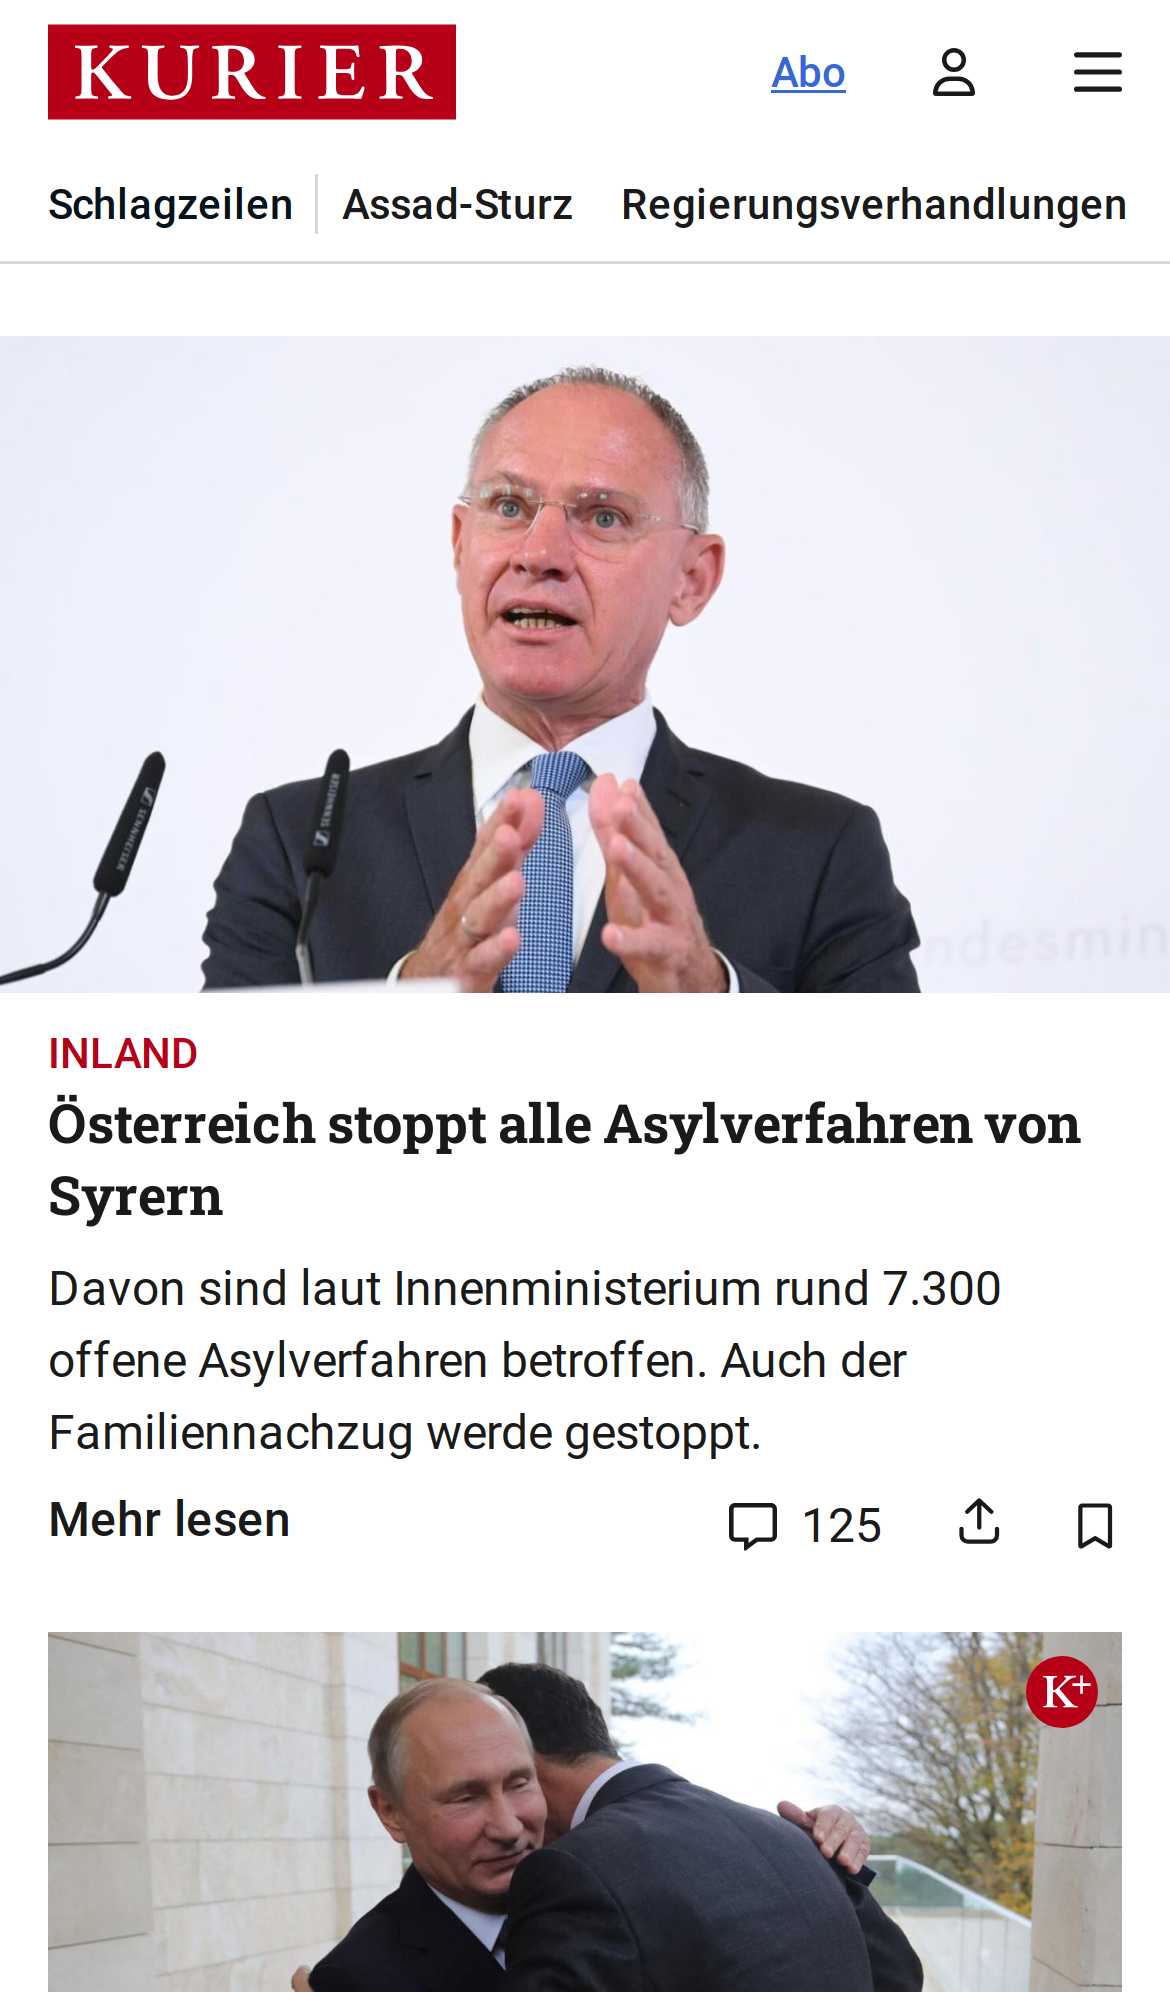 KURIER
Abo
Schlagzeilen
Assad-Sturz
Regierungsverhandlungen
SENNHEISER
SENNHEISER
ndesmin
INLAND
Österreich stoppt alle Asylverfahren von
Syrern
Davon sind laut Innenministerium rund 7.300
offene Asylverfahren betroffen. Auch der
Familiennachzug werde gestoppt.
Mehr lesen
125
K+